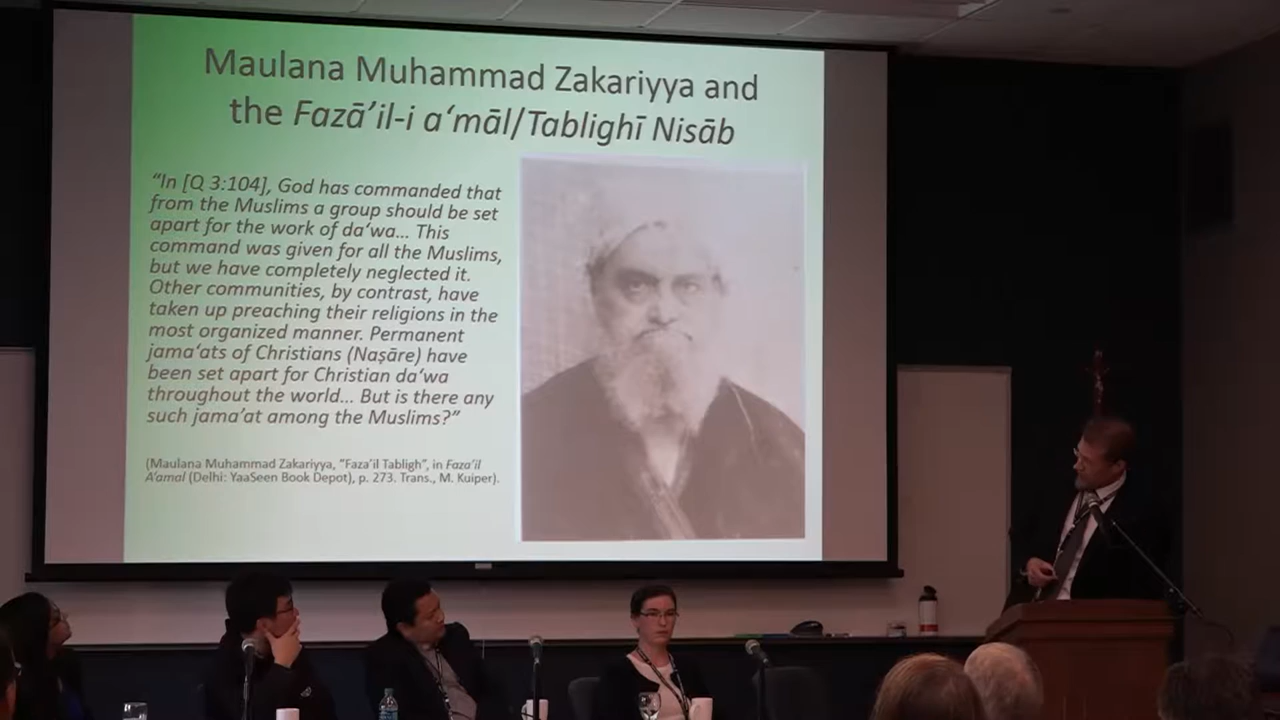 Maulana Muhammad Zakariyya and
the Fazā’il-i a‘māl/Tablighī Nisāb
“In [Q 3:104], God has commanded that
from the Muslims a group should be set
apart for the work of da‘wa... This
command was given for all the Muslims,
but we have completely neglected it.
Other communities, by contrast, have
taken up preaching their religions in the
most organized manner. Permanent
jama‘ats of Christians (Naṣāre) have
been set apart for Christian da‘wa
throughout the world... But is there any
such jama’at among the Muslims?”
(Maulana Muhammad Zakariyya, “Faza’il Tabligh”, in Faza’il
A‘amal (Delhi: YaaSeen Book Depot), p. 273. Trans., M. Kuiper).